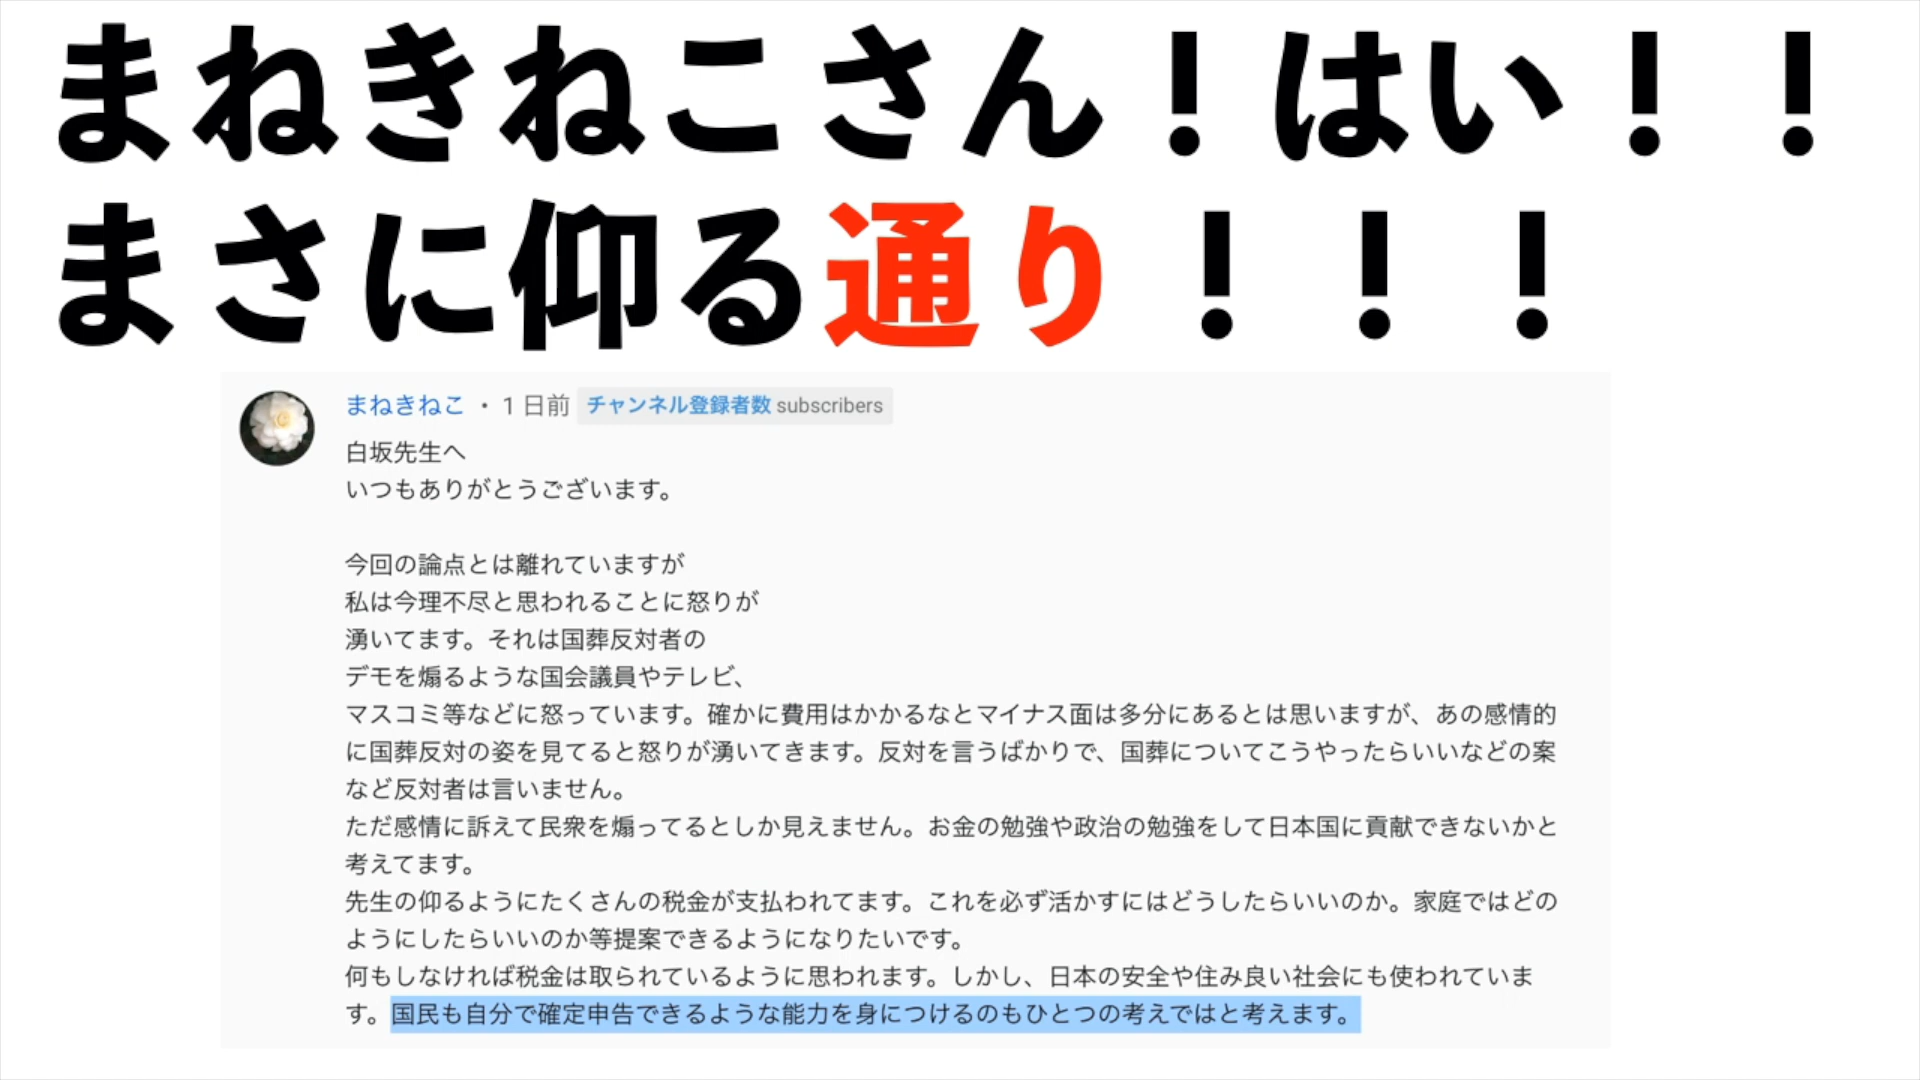 まねきねこさん！はい！！
まさに仰る通り！！！
まねきねこ ・ 1 日前 チャンネル登録者数 subscribers
白坂先生へ
いつもありがとうございます。
今回の論点とは離れていますが
私は今理不尽と思われることに怒りが
湧いてます。それは国葬反対者の
デモを煽るような国会議員やテレビ、
マスコミ等などに怒っています。確かに費用はかかるなとマイナス面は多分にあるとは思いますが、あの感情的
に国葬反対の姿を見てると怒りが湧いてきます。反対を言うばかりで、国葬についてこうやったらいいなどの案
など反対者は言いません。
ただ感情に訴えて民衆を煽ってるとしか見えません。お金の勉強や政治の勉強をして日本国に貢献できないかと
考えてます。
先生の仰るようにたくさんの税金が支払われてます。これを必ず活かすにはどうしたらいいのか。家庭ではどの
ようにしたらいいのか等提案できるようになりたいです。
何もしなければ税金は取られているように思われます。しかし、日本の安全や住み良い社会にも使われていま
す。国民も自分で確定申告できるような能力を身につけるのもひとつの考えではと考えます。